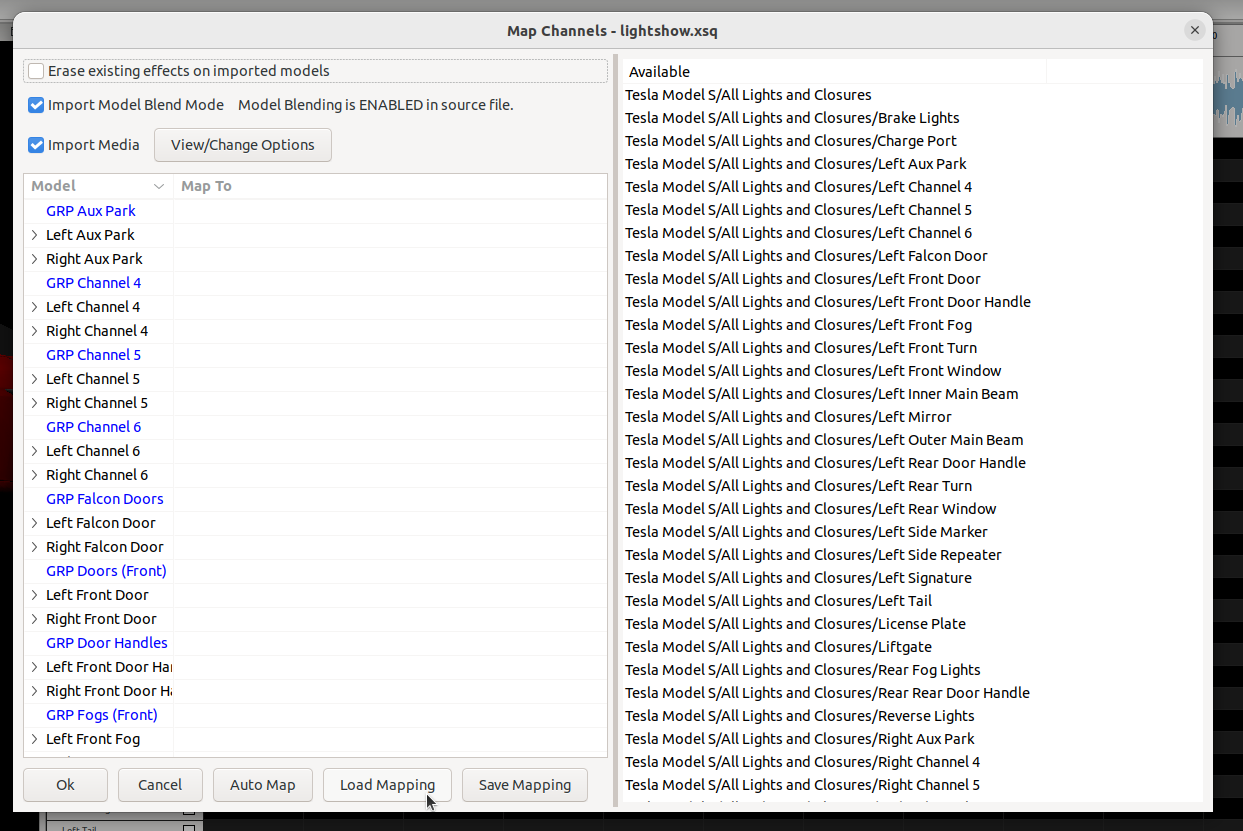 Map Channels - lightshow.xsq
Erase existing effects on imported models
Import Model Blend Mode Model Blending is ENABLED in source file.
Import Media View/Change Options
Model Map To
GRP Aux Park
Left Aux Park
Right Aux Park
GRP Channel 4
Left Channel 4
Right Channel 4
GRP Channel 5
Left Channel 5
Right Channel 5
GRP Channel 6
Left Channel 6
Right Channel 6
GRP Falcon Doors
Left Falcon Door
Right Falcon Door
GRP Doors (Front)
Left Front Door
Right Front Door
GRP Door Handles
Left Front Door Ha
Right Front Door H
GRP Fogs (Front)
Left Front Fog
Ok Cancel Auto Map Load Mapping Save Mapping
Available
Tesla Model S/All Lights and Closures
Tesla Model S/All Lights and Closures/Brake Lights
Tesla Model S/All Lights and Closures/Charge Port
Tesla Model S/All Lights and Closures/Left Aux Park
Tesla Model S/All Lights and Closures/Left Channel 4
Tesla Model S/All Lights and Closures/Left Channel 5
Tesla Model S/All Lights and Closures/Left Channel 6
Tesla Model S/All Lights and Closures/Left Falcon Door
Tesla Model S/All Lights and Closures/Left Front Door
Tesla Model S/All Lights and Closures/Left Front Door Handle
Tesla Model S/All Lights and Closures/Left Front Fog
Tesla Model S/All Lights and Closures/Left Front Turn
Tesla Model S/All Lights and Closures/Left Front Window
Tesla Model S/All Lights and Closures/Left Inner Main Beam
Tesla Model S/All Lights and Closures/Left Mirror
Tesla Model S/All Lights and Closures/Left Outer Main Beam
Tesla Model S/All Lights and Closures/Left Rear Door Handle
Tesla Model S/All Lights and Closures/Left Rear Turn
Tesla Model S/All Lights and Closures/Left Rear Window
Tesla Model S/All Lights and Closures/Left Side Marker
Tesla Model S/All Lights and Closures/Left Side Repeater
Tesla Model S/All Lights and Closures/Left Signature
Tesla Model S/All Lights and Closures/Left Tail
Tesla Model S/All Lights and Closures/License Plate
Tesla Model S/All Lights and Closures/Liftgate
Tesla Model S/All Lights and Closures/Rear Fog Lights
Tesla Model S/All Lights and Closures/Rear Rear Door Handle
Tesla Model S/All Lights and Closures/Reverse Lights
Tesla Model S/All Lights and Closures/Right Aux Park
Tesla Model S/All Lights and Closures/Right Channel 4
Tesla Model S/All Lights and Closures/Right Channel 5
Left Tail